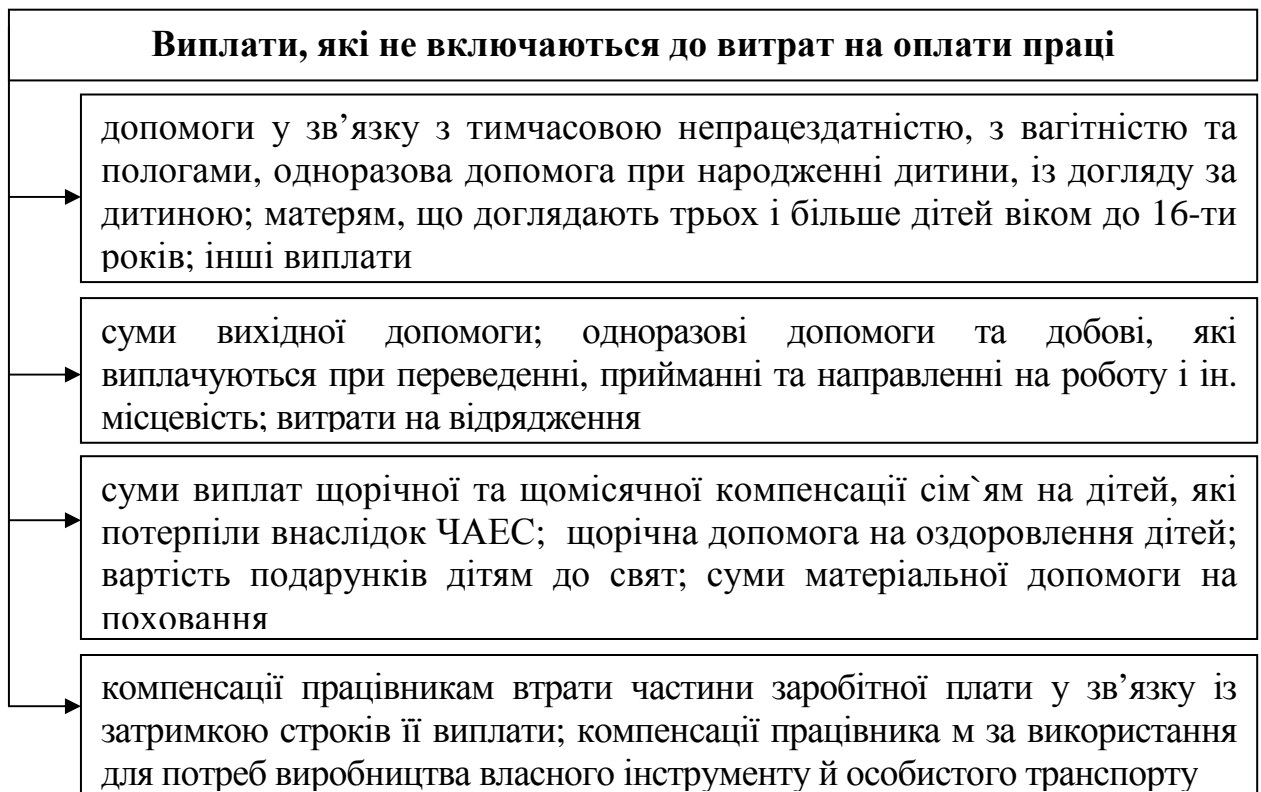 Виплати, які не включаються до витрат на оплати праці
допомоги у зв’язку з тимчасовою непрацездатністю, з вагітністю та
пологами, одноразова допомога при народженні дитини, із догляду за
дитиною; матерям, що доглядають трьох і більше дітей віком до 16-ти
років; інші виплати
суми вихідної допомоги; одноразові допомоги та добові, які
виплачуються при переведенні, прийманні та направленні на роботу і ін.
місцевість; витрати на відрядження
суми виплат щорічної та щомісячної компенсації сім`ям на дітей, які
потерпіли внаслідок ЧАЕС; щорічна допомога на оздоровлення дітей;
вартість подарунків дітям до свят; суми матеріальної допомоги на
поховання
компенсації працівникам втрати частини заробітної плати у зв’язку із
затримкою строків її виплати; компенсації працівника м за використання
для потреб виробництва власного інструменту й особистого транспорту